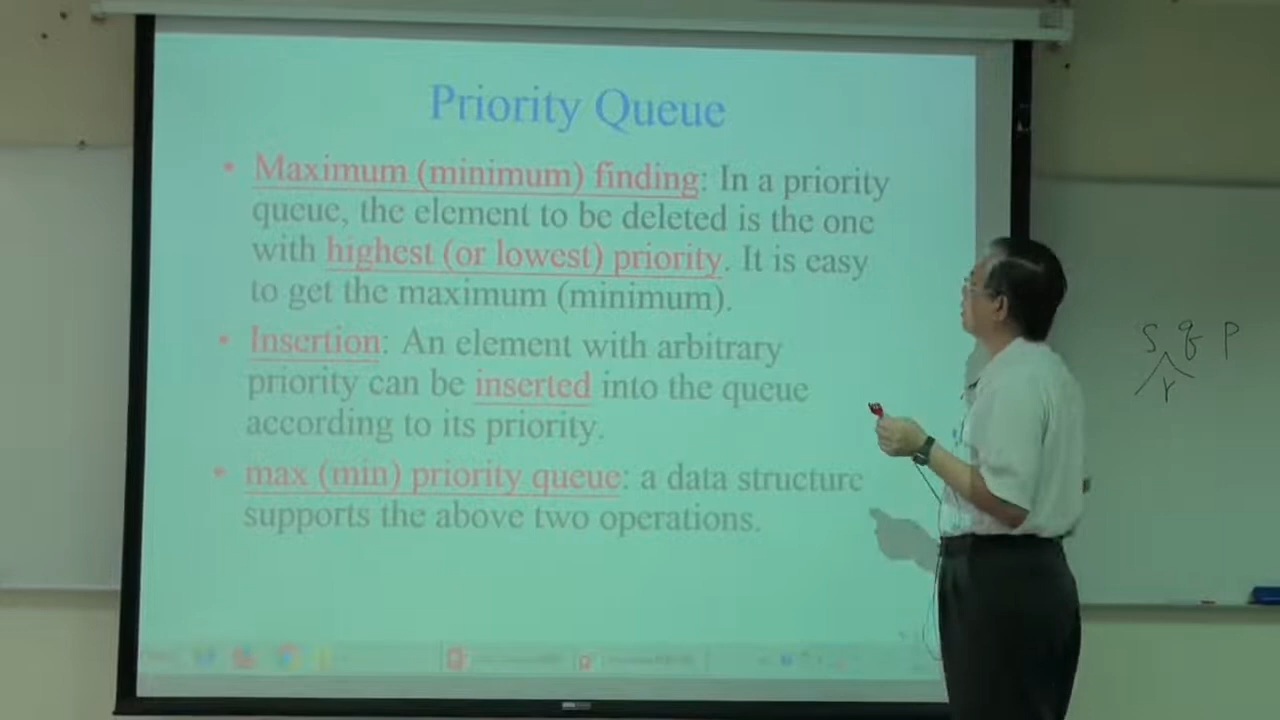 Priority Queue
• Maximum (minimum) finding: In a priority
queue, the element to be deleted is the one
with highest (or lowest) priority. It is easy
to get the maximum (minimum).
• Insertion: An element with arbitrary
priority can be inserted into the queue
according to its priority.
• max (min) priority queue: a data structure
supports the above two operations.
S q P
r